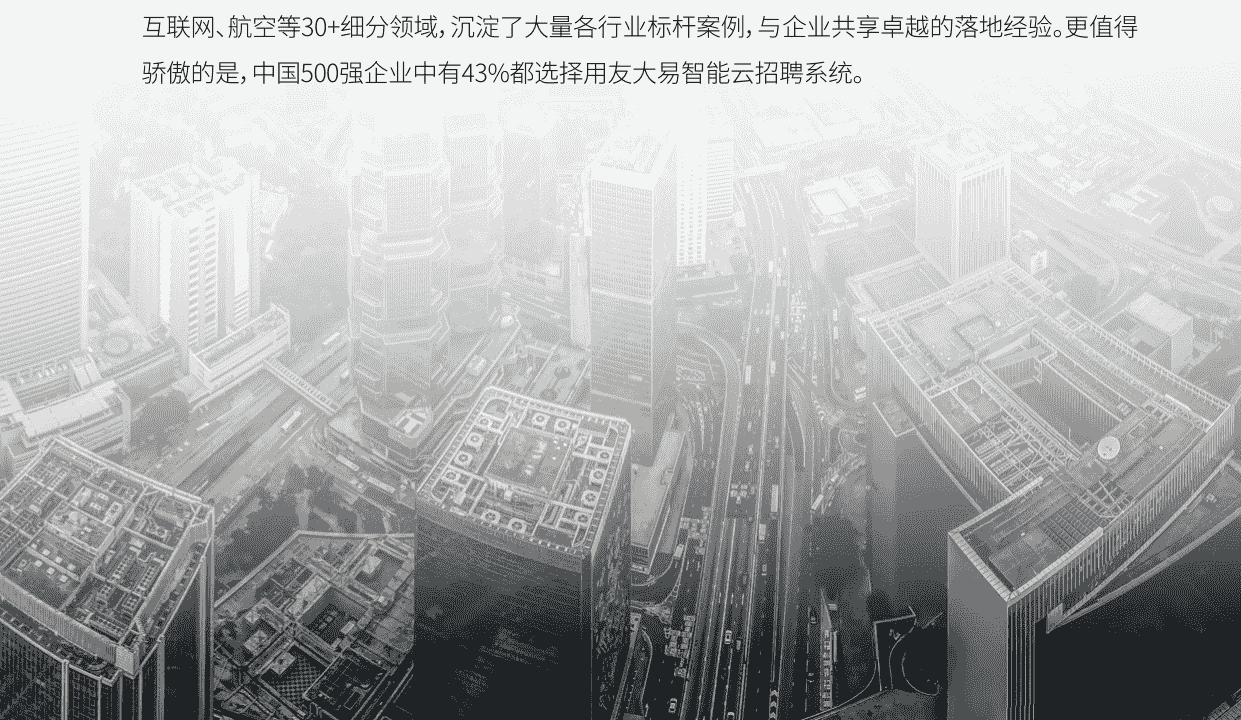 互联网、航空等30+细分领域，沉淀了大量各行业标杆案例，与企业共享卓越的落地经验。更值得
骄傲的是，中国500强企业中有43%都选择用友大易智能云招聘系统。